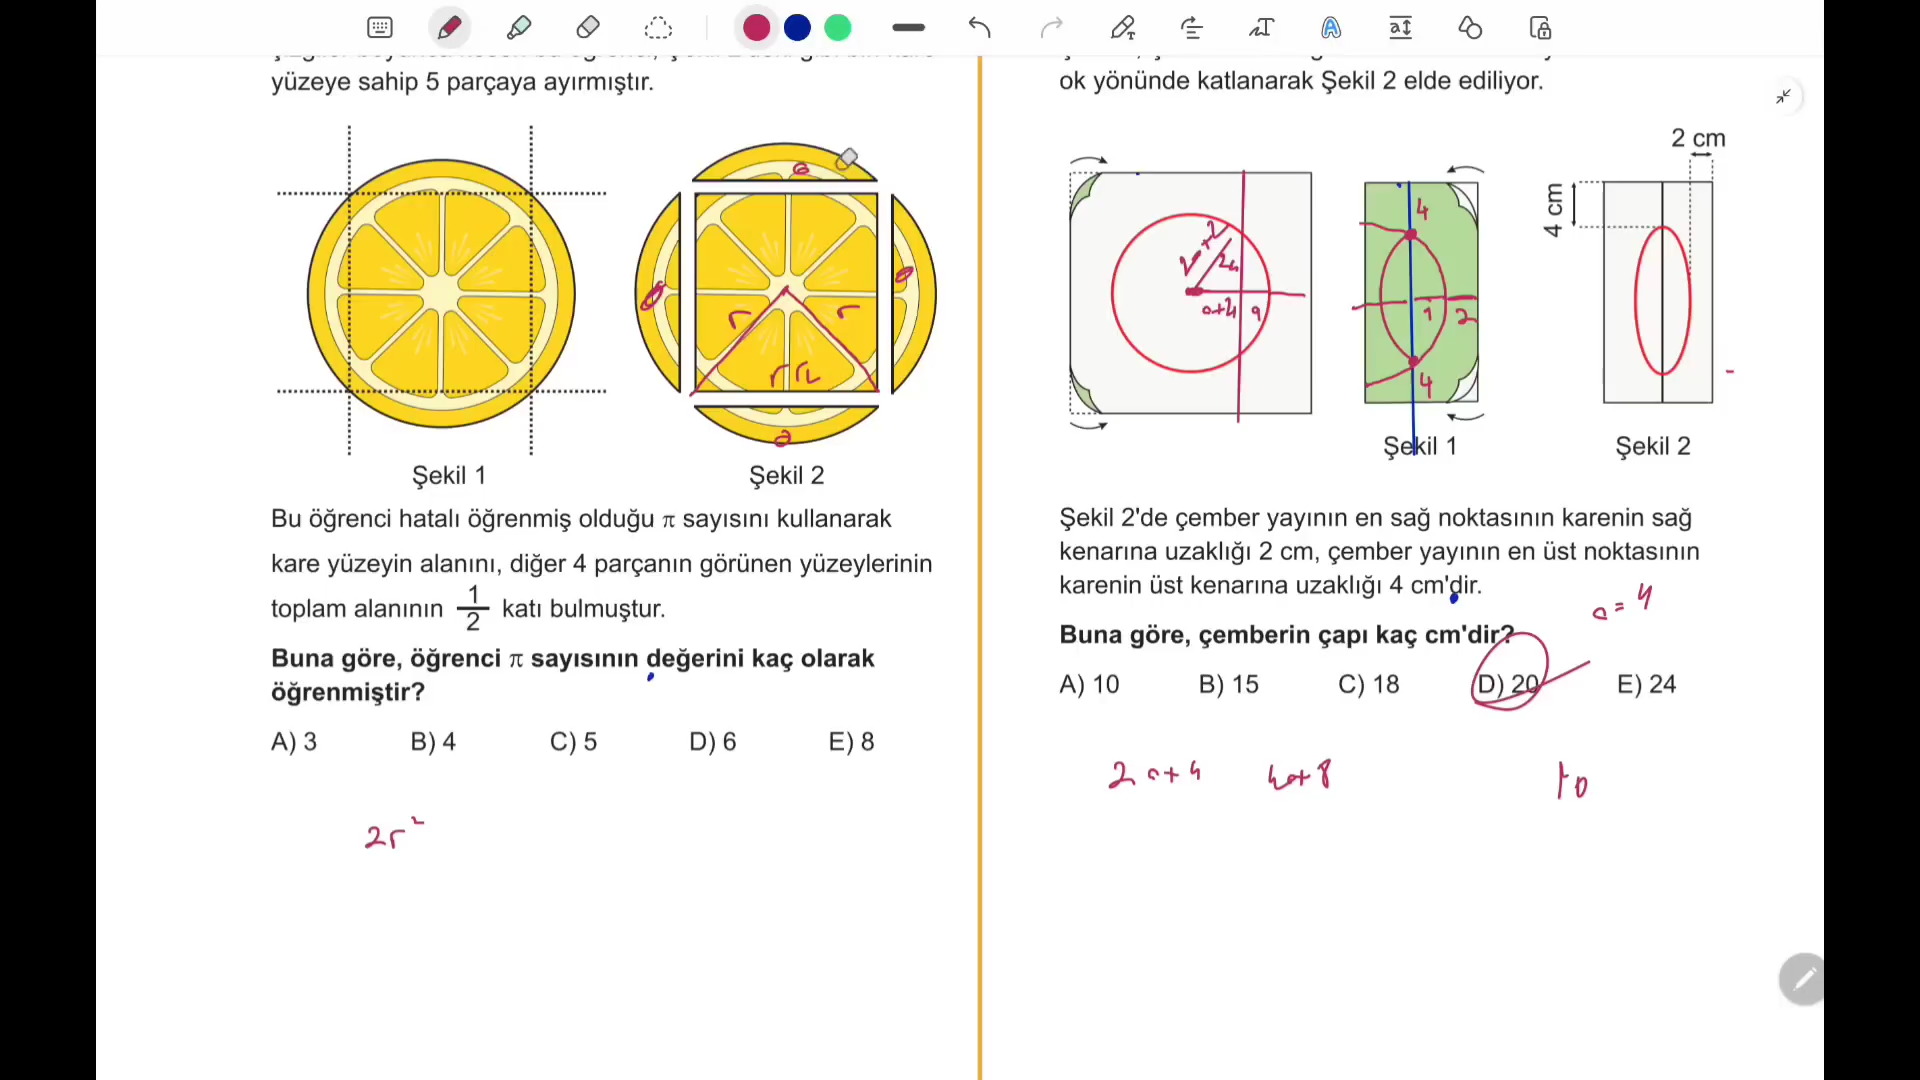 yüzeye sahip 5 parçaya ayırmıştır.
Şekil 1
Şekil 2
Bu öğrenci hatalı öğrenmiş olduğu π sayısını kullanarak
kare yüzeyin alanını, diğer 4 parçanın görünen yüzeylerinin
toplam alanının 1/2 katı bulmuştur.
Buna göre, öğrenci π sayısının değerini kaç olarak
öğrenmiştir?
A) 3 B) 4 C) 5 D) 6 E) 8
2r²
r r
r√2
ok yönünde katlanarak Şekil 2 elde ediliyor.
2 cm
4 cm
4
a+4 a
2
4
Şekil 1
Şekil 2
Şekil 2'de çember yayının en sağ noktasının karenin sağ
kenarına uzaklığı 2 cm, çember yayının en üst noktasının
karenin üst kenarına uzaklığı 4 cm'dir.
a = 4
Buna göre, çemberin çapı kaç cm'dir?
A) 10 B) 15 C) 18 D) 20 E) 24
2a+4 4a+8
10